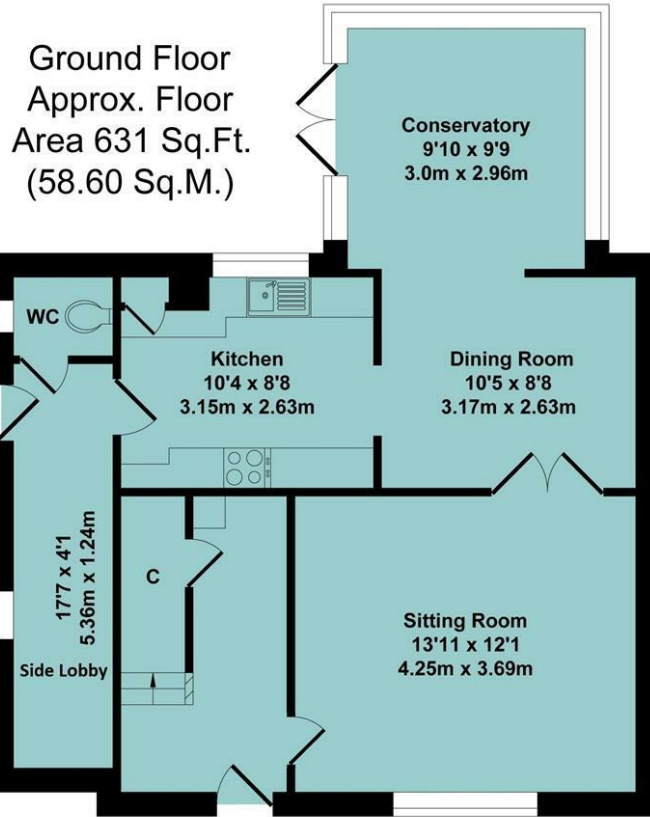 Ground Floor
Approx. Floor
Area 631 Sq.Ft.
(58.60 Sq.M.)
Conservatory
9'10 x 9'9
3.0m x 2.96m
WC
Kitchen
10'4 x 8'8
3.15m x 2.63m
Dining Room
10'5 x 8'8
3.17m x 2.63m
17'7 x 4'1
5.36m x 1.24m
Side Lobby
C
Sitting Room
13'11 x 12'1
4.25m x 3.69m